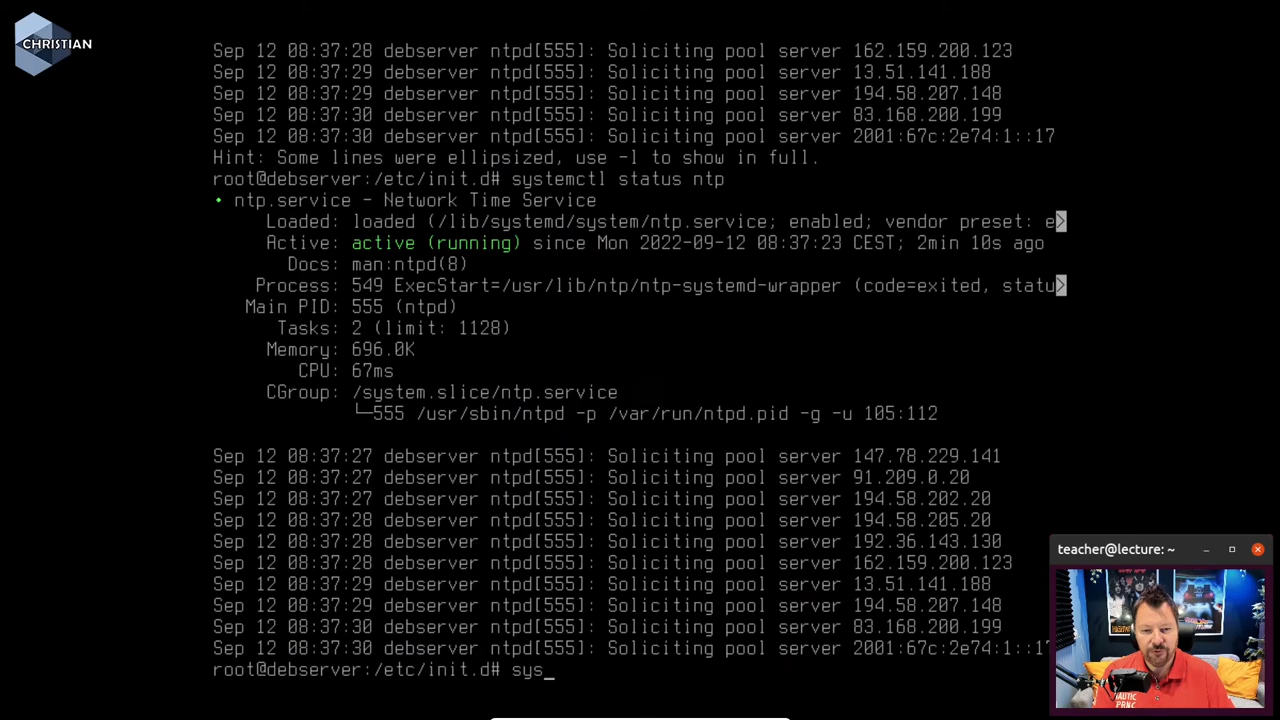 CHRISTIAN
Sep 12 08:37:28 debserver ntpd[555]: Soliciting pool server 162.159.200.123
Sep 12 08:37:29 debserver ntpd[555]: Soliciting pool server 13.51.141.188
Sep 12 08:37:29 debserver ntpd[555]: Soliciting pool server 194.58.207.148
Sep 12 08:37:30 debserver ntpd[555]: Soliciting pool server 83.168.200.199
Sep 12 08:37:30 debserver ntpd[555]: Soliciting pool server 2001:67c:2e74:1::17
Hint: Some lines were ellipsized, use -l to show in full.
root@debserver:/etc/init.d# systemctl status ntp
• ntp.service - Network Time Service
Loaded: loaded (/lib/systemd/system/ntp.service; enabled; vendor preset: e>
Active: active (running) since Mon 2022-09-12 08:37:23 CEST; 2min 10s ago
Docs: man:ntpd(8)
Process: 549 ExecStart=/usr/lib/ntp/ntp-systemd-wrapper (code=exited, statu>
Main PID: 555 (ntpd)
Tasks: 2 (limit: 1128)
Memory: 696.0K
CPU: 67ms
CGroup: /system.slice/ntp.service
└─555 /usr/sbin/ntpd -p /var/run/ntpd.pid -g -u 105:112
Sep 12 08:37:27 debserver ntpd[555]: Soliciting pool server 147.78.229.141
Sep 12 08:37:27 debserver ntpd[555]: Soliciting pool server 91.209.0.20
Sep 12 08:37:27 debserver ntpd[555]: Soliciting pool server 194.58.202.20
Sep 12 08:37:28 debserver ntpd[555]: Soliciting pool server 194.58.205.20
Sep 12 08:37:28 debserver ntpd[555]: Soliciting pool server 192.36.143.130
Sep 12 08:37:28 debserver ntpd[555]: Soliciting pool server 162.159.200.123
Sep 12 08:37:29 debserver ntpd[555]: Soliciting pool server 13.51.141.188
Sep 12 08:37:29 debserver ntpd[555]: Soliciting pool server 194.58.207.148
Sep 12 08:37:30 debserver ntpd[555]: Soliciting pool server 83.168.200.199
Sep 12 08:37:30 debserver ntpd[555]: Soliciting pool server 2001:67c:2e74:1::17
root@debserver:/etc/init.d# sys_
teacher@lecture: ~